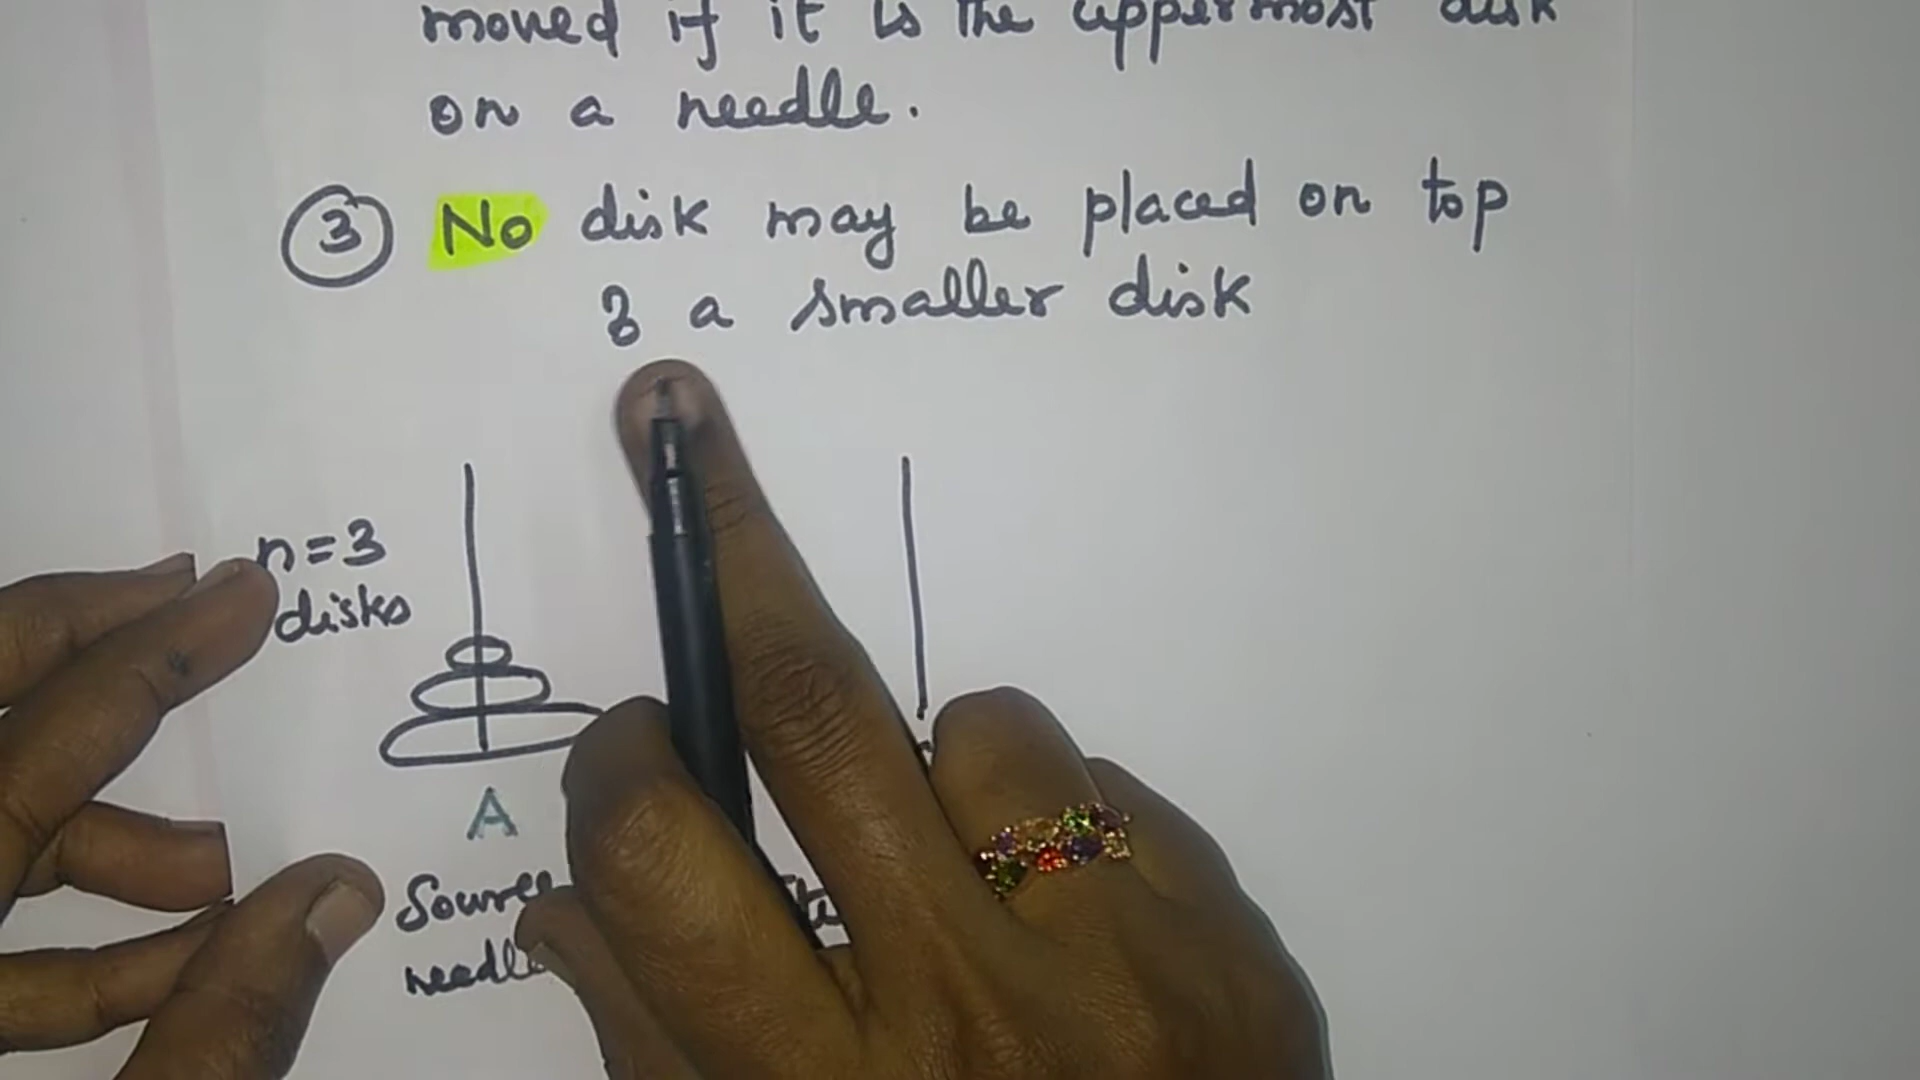 moved if it is the uppermost disk
on a needle.
③ No disk may be placed on top
of a smaller disk
n=3
disks
A
Source
needle